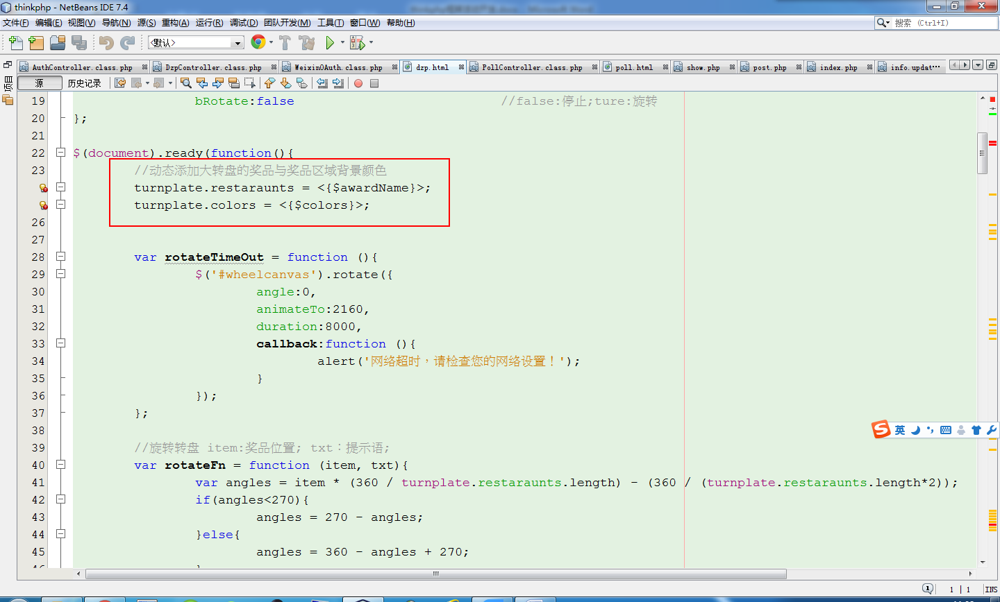 thinkphp - NetBeans IDE 7.4
文件(F) 编辑(E) 视图(V) 导航(N) 源(S) 重构(A) 运行(R) 调试(D) 团队开发(M) 工具(T) 窗口(W) 帮助(H)
搜索 (Ctrl+I)
<默认>
AuthController.class.php DzpController.class.php WeixinOAuth.class.php dzp.html PollController.class.php poll.html show.php post.php index.php info.updat...
源 历史记录
19 bRotate:false //false:停止;ture:旋转
20 };
21
22 $(document).ready(function(){
23 //动态添加大转盘的奖品与奖品区域背景颜色
turnplate.restaraunts = <{$awardName}>;
turnplate.colors = <{$colors}>;
26
27
28 var rotateTimeOut = function (){
29 $('#wheelcanvas').rotate({
30 angle:0,
31 animateTo:2160,
32 duration:8000,
33 callback:function (){
34 alert('网络超时，请检查您的网络设置！');
35 }
36 });
37 };
38
39 //旋转转盘 item:奖品位置; txt：提示语;
40 var rotateFn = function (item, txt){
41 var angles = item * (360 / turnplate.restaraunts.length) - (360 / (turnplate.restaraunts.length*2));
42 if(angles<270){
43 angles = 270 - angles;
44 }else{
45 angles = 360 - angles + 270;
英
1 | 1 INS